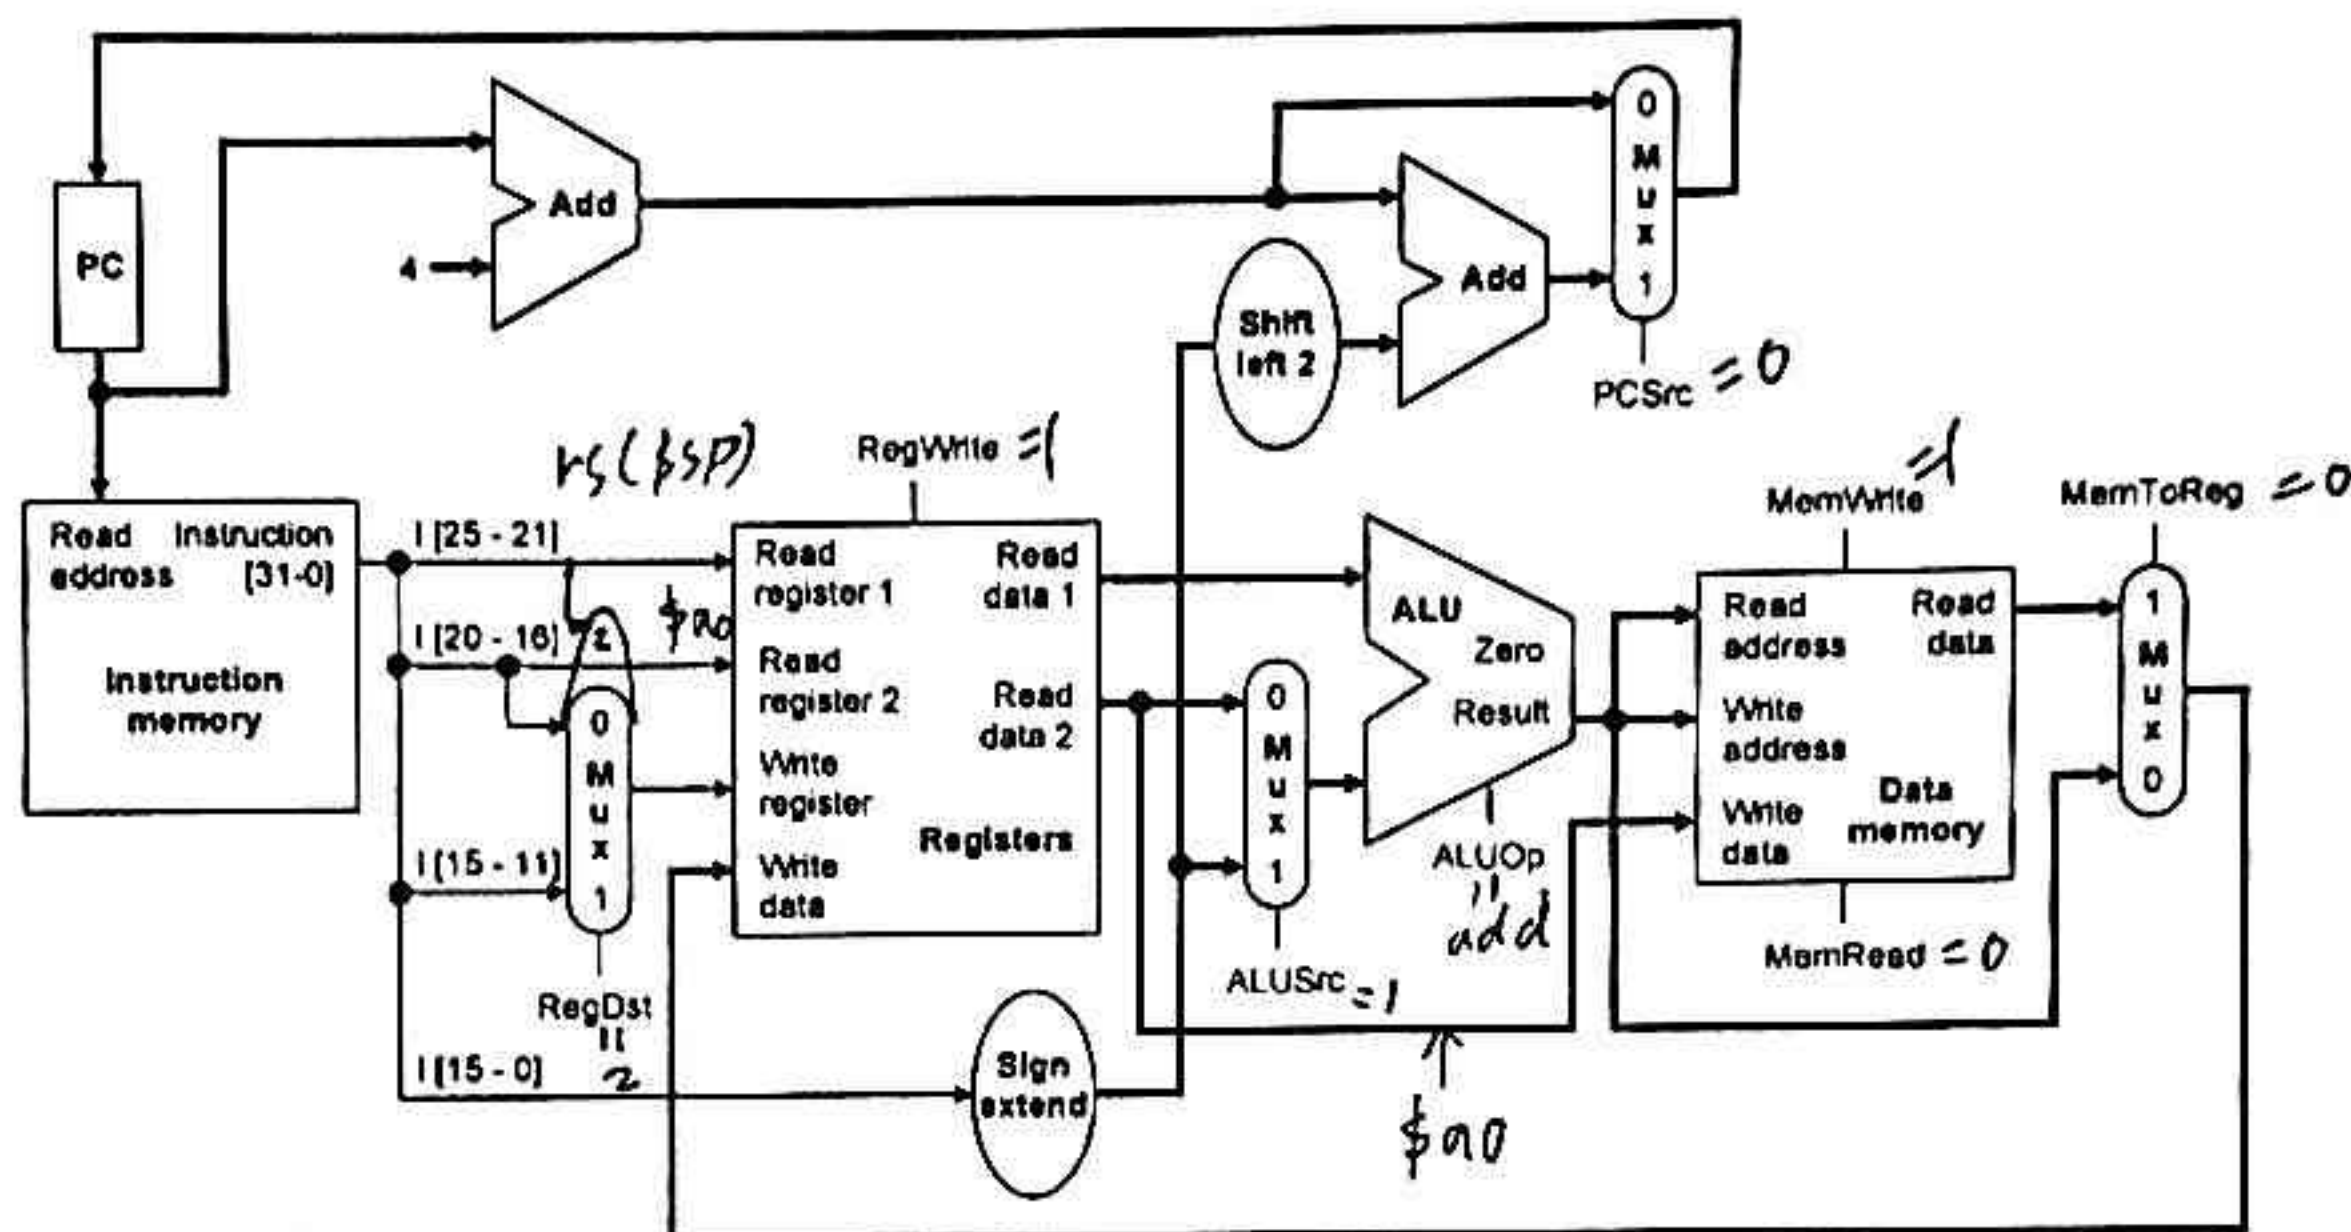 0
M
u
x
1
Add
Add
PC
4
Shift
left 2
PCSrc = 0
rs($sp)
RegWrite = 1
MemWrite = 1
MemToReg = 0
Read
address
Instruction
[31-0]
Instruction
memory
I [25 - 21]
I [20 - 16]
I [15 - 11]
I [15 - 0]
2
0
M
u
x
1
RegDst
=
2
$a0
Read
register 1
Read
register 2
Write
register
Write
data
Read
data 1
Read
data 2
Registers
Sign
extend
0
M
u
x
1
ALUSrc = 1
ALU
Zero
Result
ALUOp
=
add
$a0
Read
address
Write
address
Write
data
Read
data
Data
memory
MemRead = 0
1
M
u
x
0